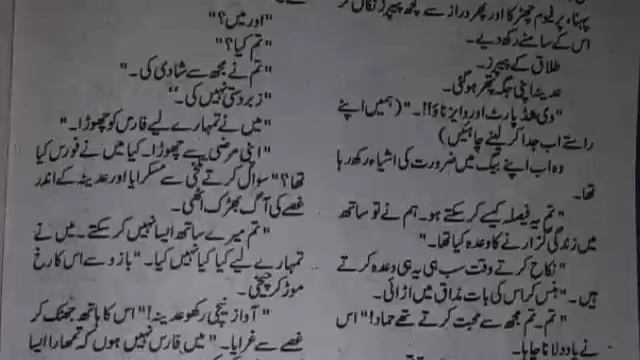 پہنا، پرفیوم چھڑکا اور پھر دراز سے کچھ پیپرز نکال کر
اس کے سامنے رکھ دیے۔
طلاق کے پیپرز۔
عدینہ اپنی جگہ پتھر ہو گئی۔
"وی شڈ پارٹ اور ویز ناؤ!!۔" (ہمیں اپنے
راستے اب جدا کر لینے چاہئیں)
وہ اب اپنے بیگ میں ضرورت کی اشیاء رکھ رہا
تھا۔
"تم یہ فیصلہ کیسے کر سکتے ہو۔ ہم نے تو ساتھ
میں زندگی گزارنے کا وعدہ کیا تھا۔"
"نکاح کرتے وقت سب ہی یہ ہی وعدہ کرتے
ہیں۔" ہنس کر اس کی بات مذاق میں اڑائی۔
"تم۔ تم مجھ سے محبت کرتے تھے حماد!" اس
نے یاد دلانا چاہا۔
"اور میں؟"
"تم کیا؟"
"تم نے مجھ سے شادی کی۔"
"زبردستی نہیں کی۔"
"میں نے تمہارے لیے فارس کو چھوڑا۔"
"اپنی مرضی سے چھوڑا۔ کیا میں نے فورس کیا
تھا؟" سوال کرتے سے مسکرایا اور عدینہ کے اندر
غصے کی آگ بھڑک اٹھی۔
"تم میرے ساتھ ایسا نہیں کر سکتے۔ میں نے
تمہارے لیے کیا کیا نہیں کیا۔" بازو سے اس کا رخ
موڑ کر چیخی۔
"آواز نیچی رکھو عدینہ!" اس کا ہاتھ جھٹک کر
غصے سے غرایا۔ "میں فارس نہیں ہوں کہ تمہارا ایسا